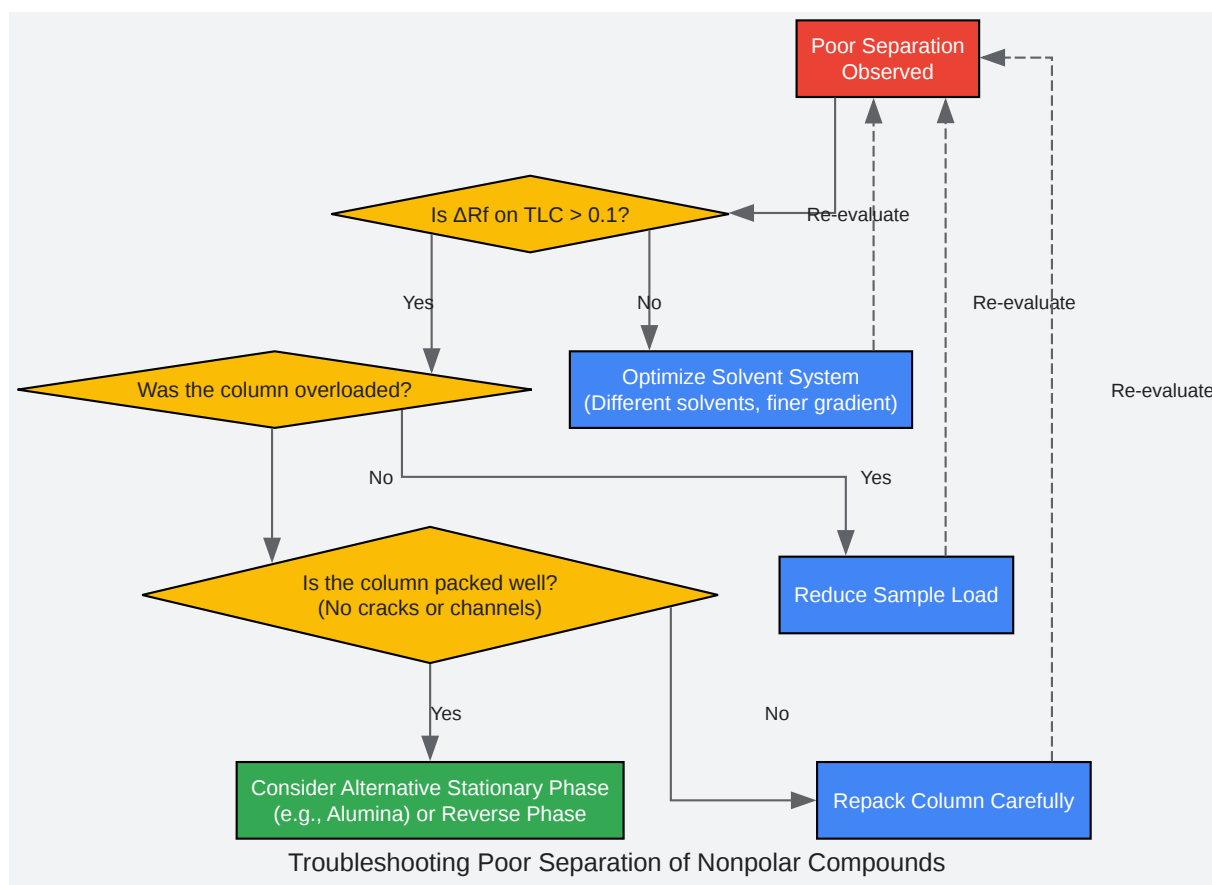 Poor Separation
Observed
Is ΔRf on TLC > 0.1?
Re-evaluate
Yes
No
Re-evaluate
Was the column overloaded?
Optimize Solvent System
(Different solvents, finer gradient)
Re-evaluate
No
Yes
Is the column packed well?
(No cracks or channels)
Reduce Sample Load
Yes
No
Consider Alternative Stationary Phase
(e.g., Alumina) or Reverse Phase
Repack Column Carefully
Troubleshooting Poor Separation of Nonpolar Compounds